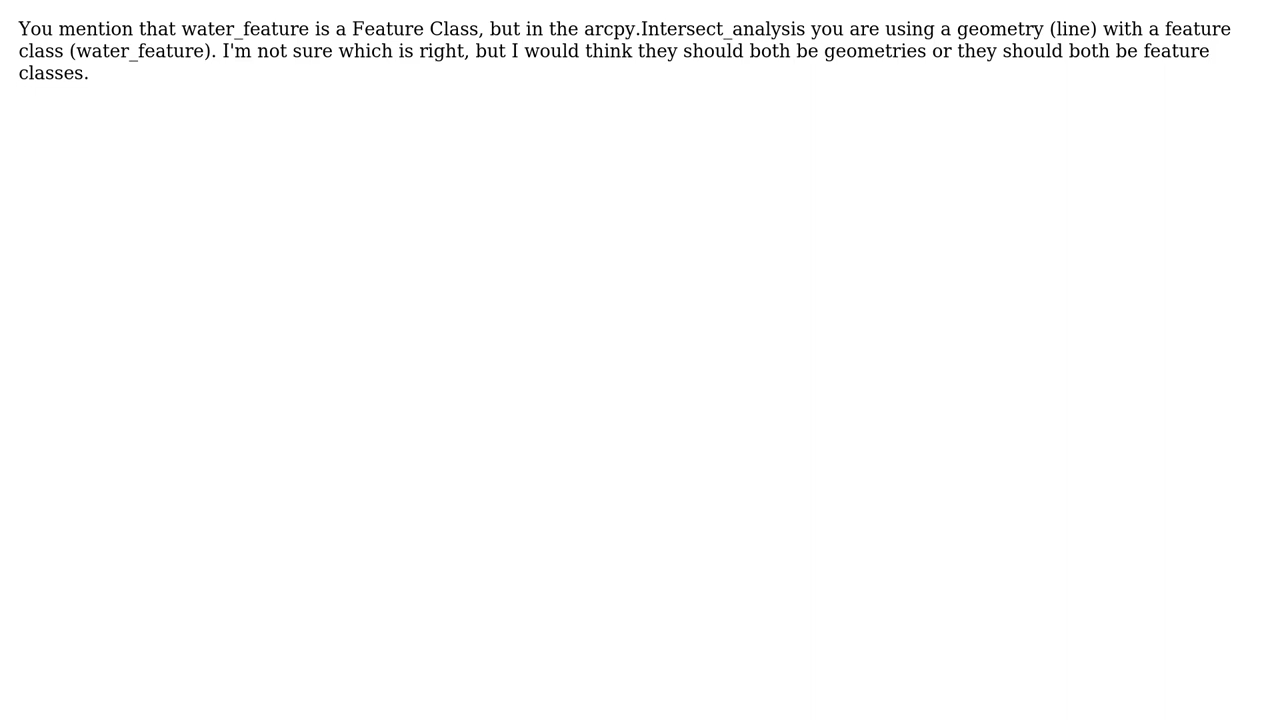 You mention that water_feature is a Feature Class, but in the arcpy.Intersect_analysis you are using a geometry (line) with a feature
class (water_feature). I'm not sure which is right, but I would think they should both be geometries or they should both be feature
classes.